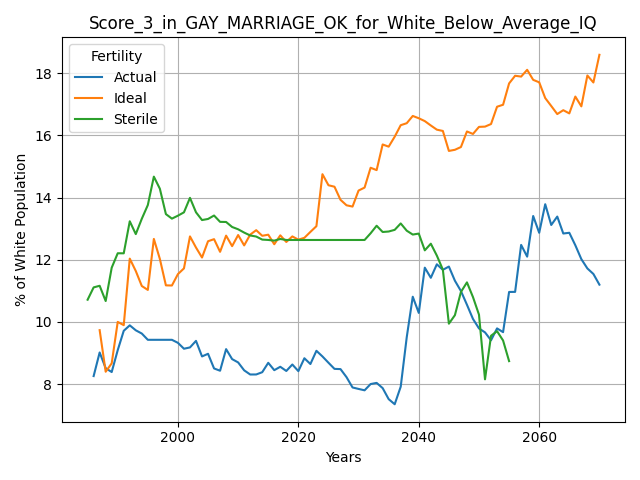 Score_3_in_GAY_MARRIAGE_OK_for_White_Below_Average_IQ
Fertility
Actual
Ideal
Sterile
% of White Population
18
16
14
12
10
8
2000 2020 2040 2060
Years